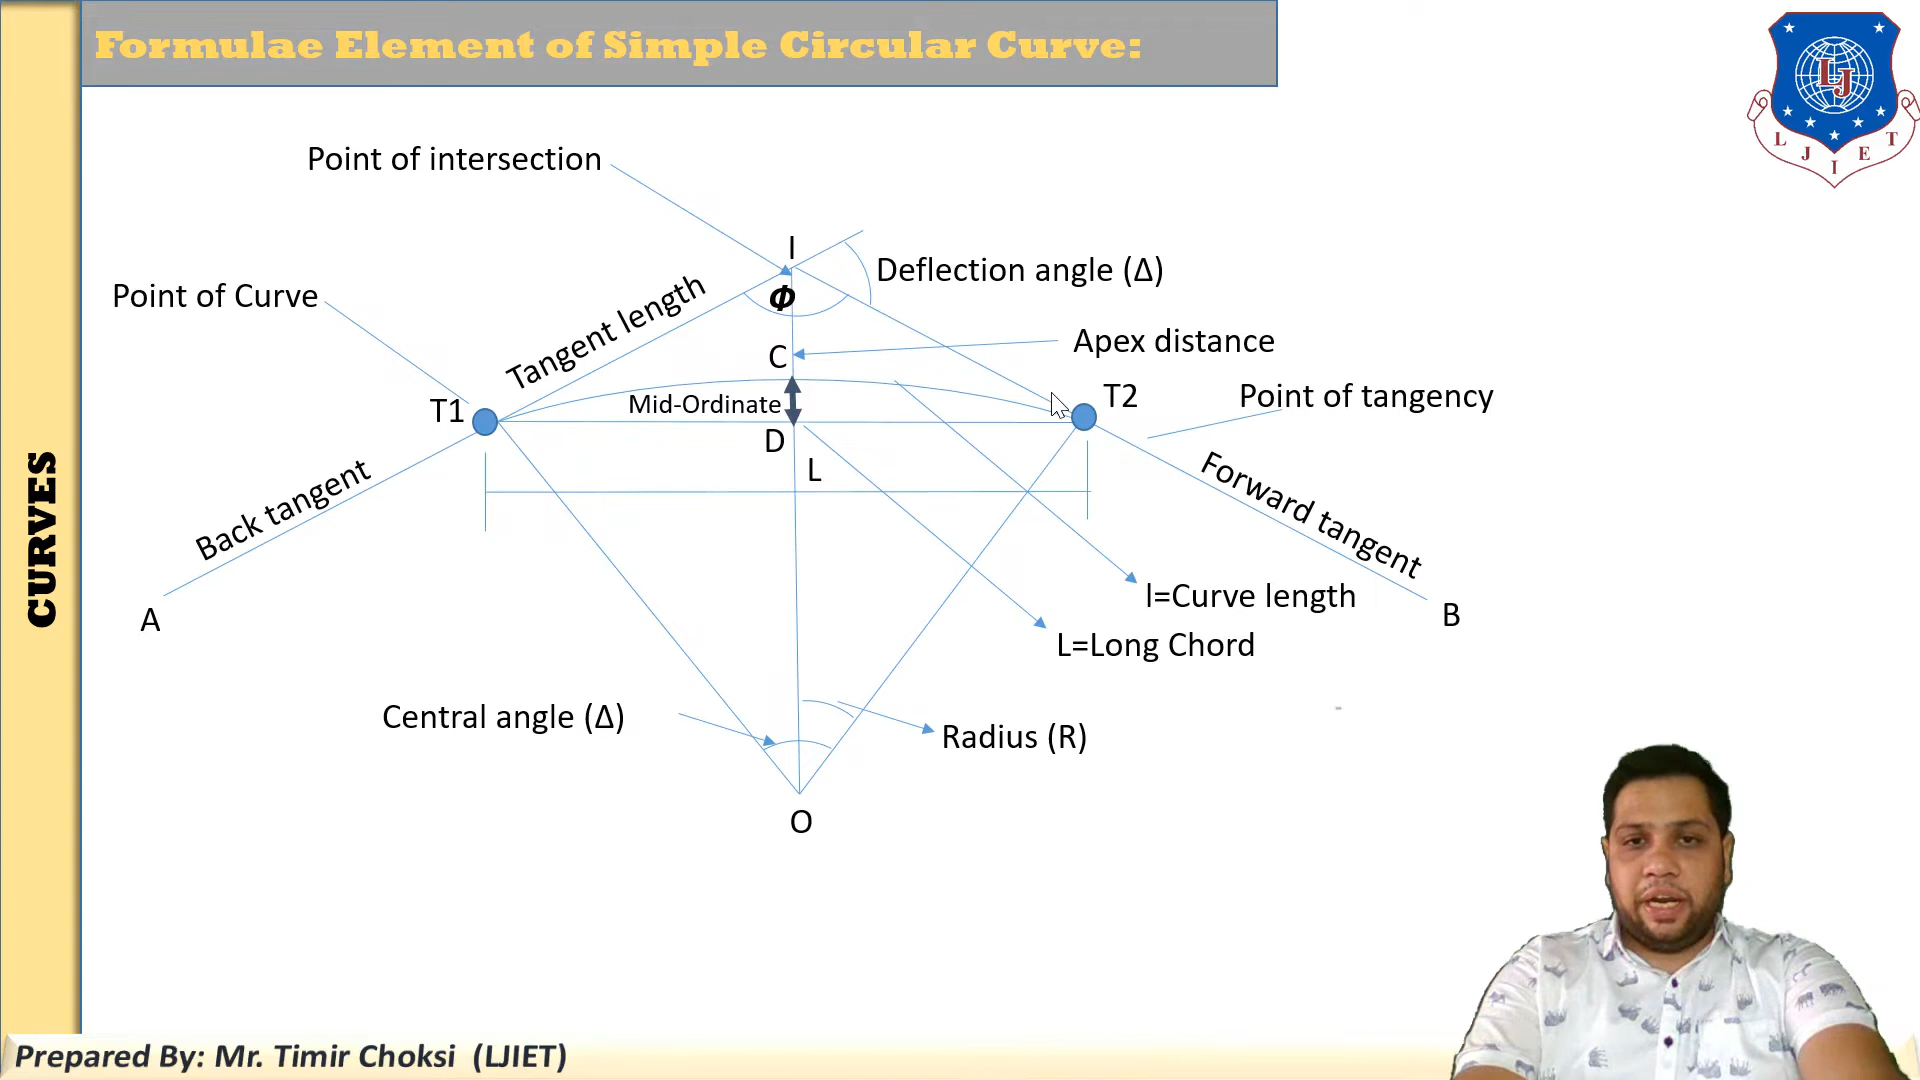 Formulae Element of Simple Circular Curve:
LJ
L J I E T
Point of intersection
I
Deflection angle (Δ)
Φ
Point of Curve
Tangent length
Apex distance
C
T1
Mid-Ordinate
T2
Point of tangency
D
L
Back tangent
Forward tangent
l=Curve length
A
B
L=Long Chord
Central angle (Δ)
Radius (R)
O
CURVES
Prepared By: Mr. Timir Choksi (LJIET)